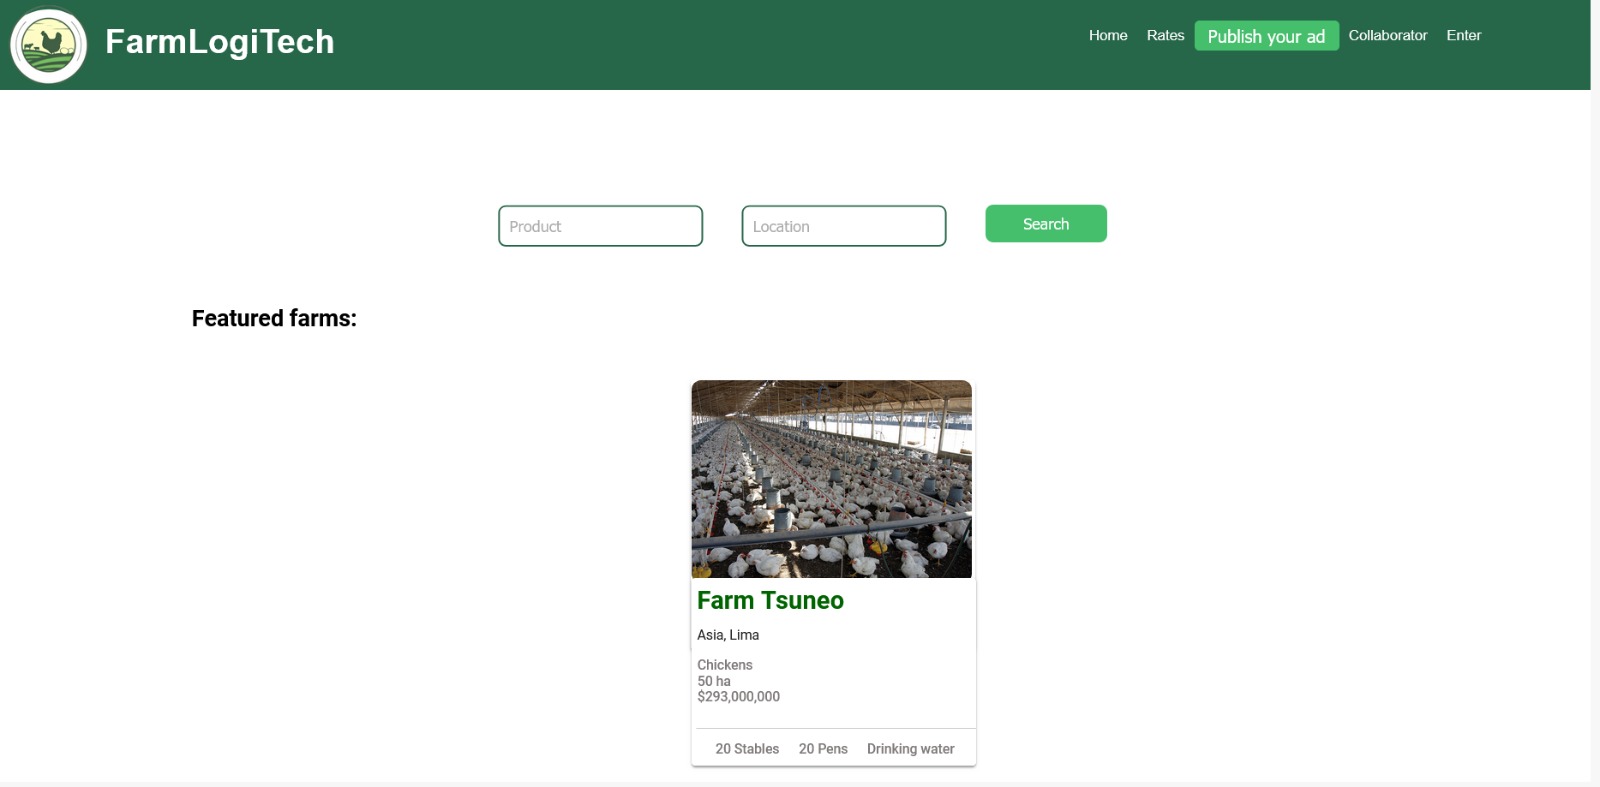 FarmLogiTech
Home Rates Publish your ad Collaborator Enter
Product Location Search
Featured farms:
Farm Tsuneo
Asia, Lima
Chickens
50 ha
$293,000,000
20 Stables 20 Pens Drinking water